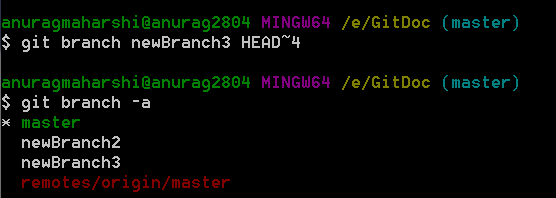 anuragmaharshi@anurag2804 MINGW64 /e/GitDoc (master)
$ git branch newBranch3 HEAD~4
anuragmaharshi@anurag2804 MINGW64 /e/GitDoc (master)
$ git branch -a
* master
newBranch2
newBranch3
remotes/origin/master